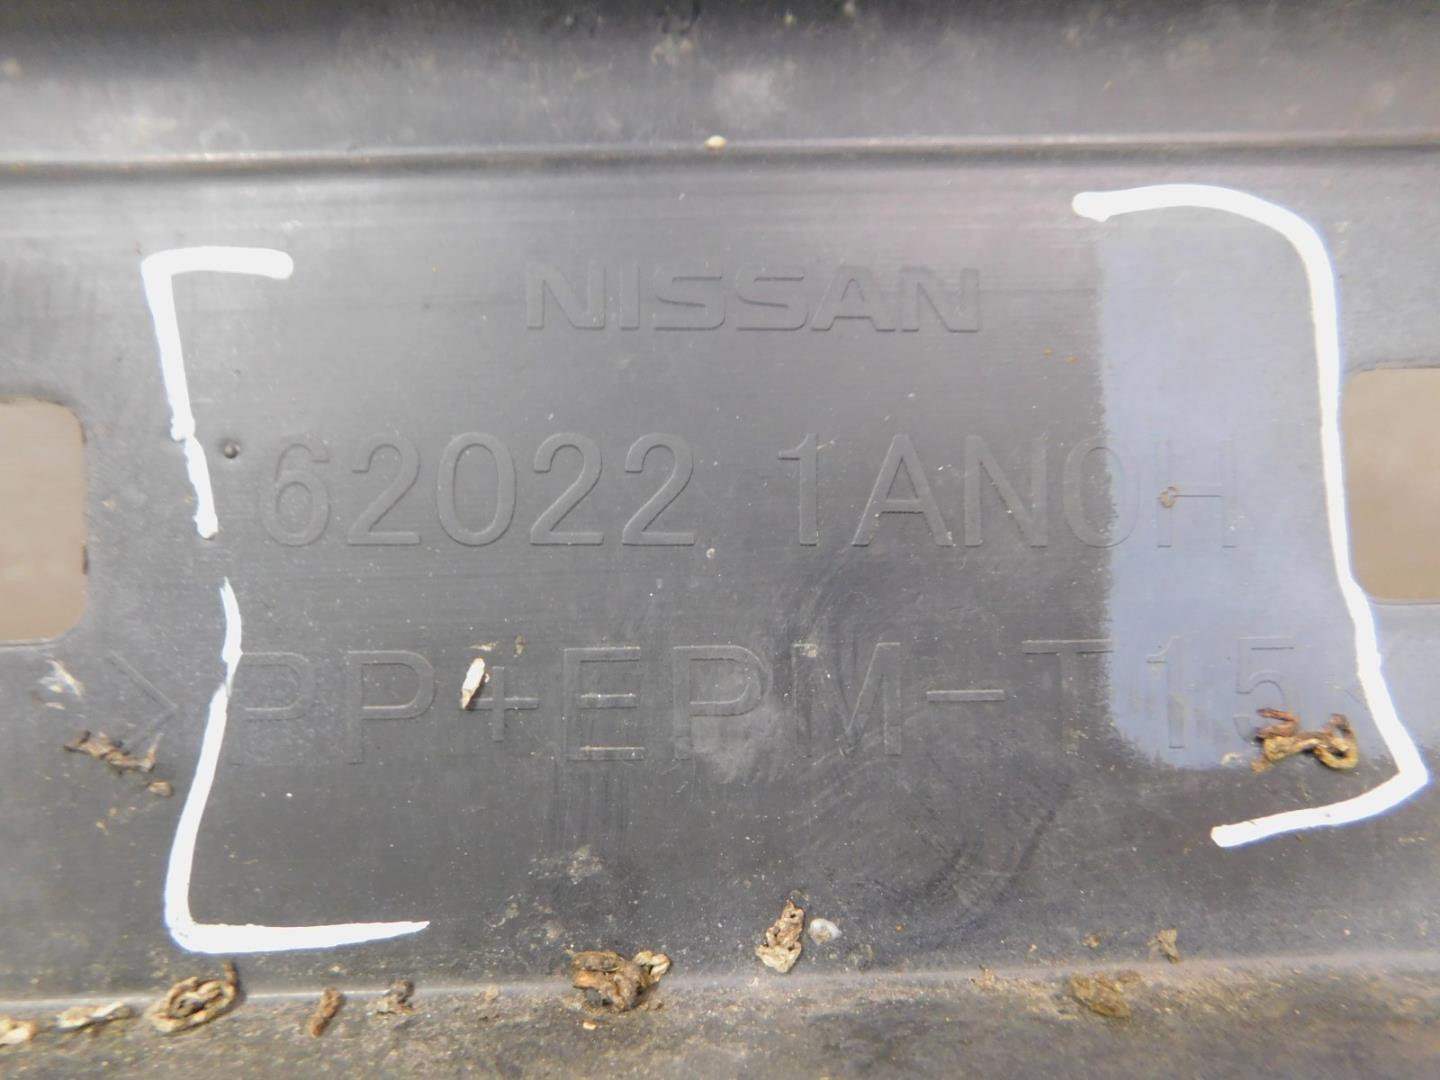 NISSAN
62022 1AN0H
>PP+EPM-T15<